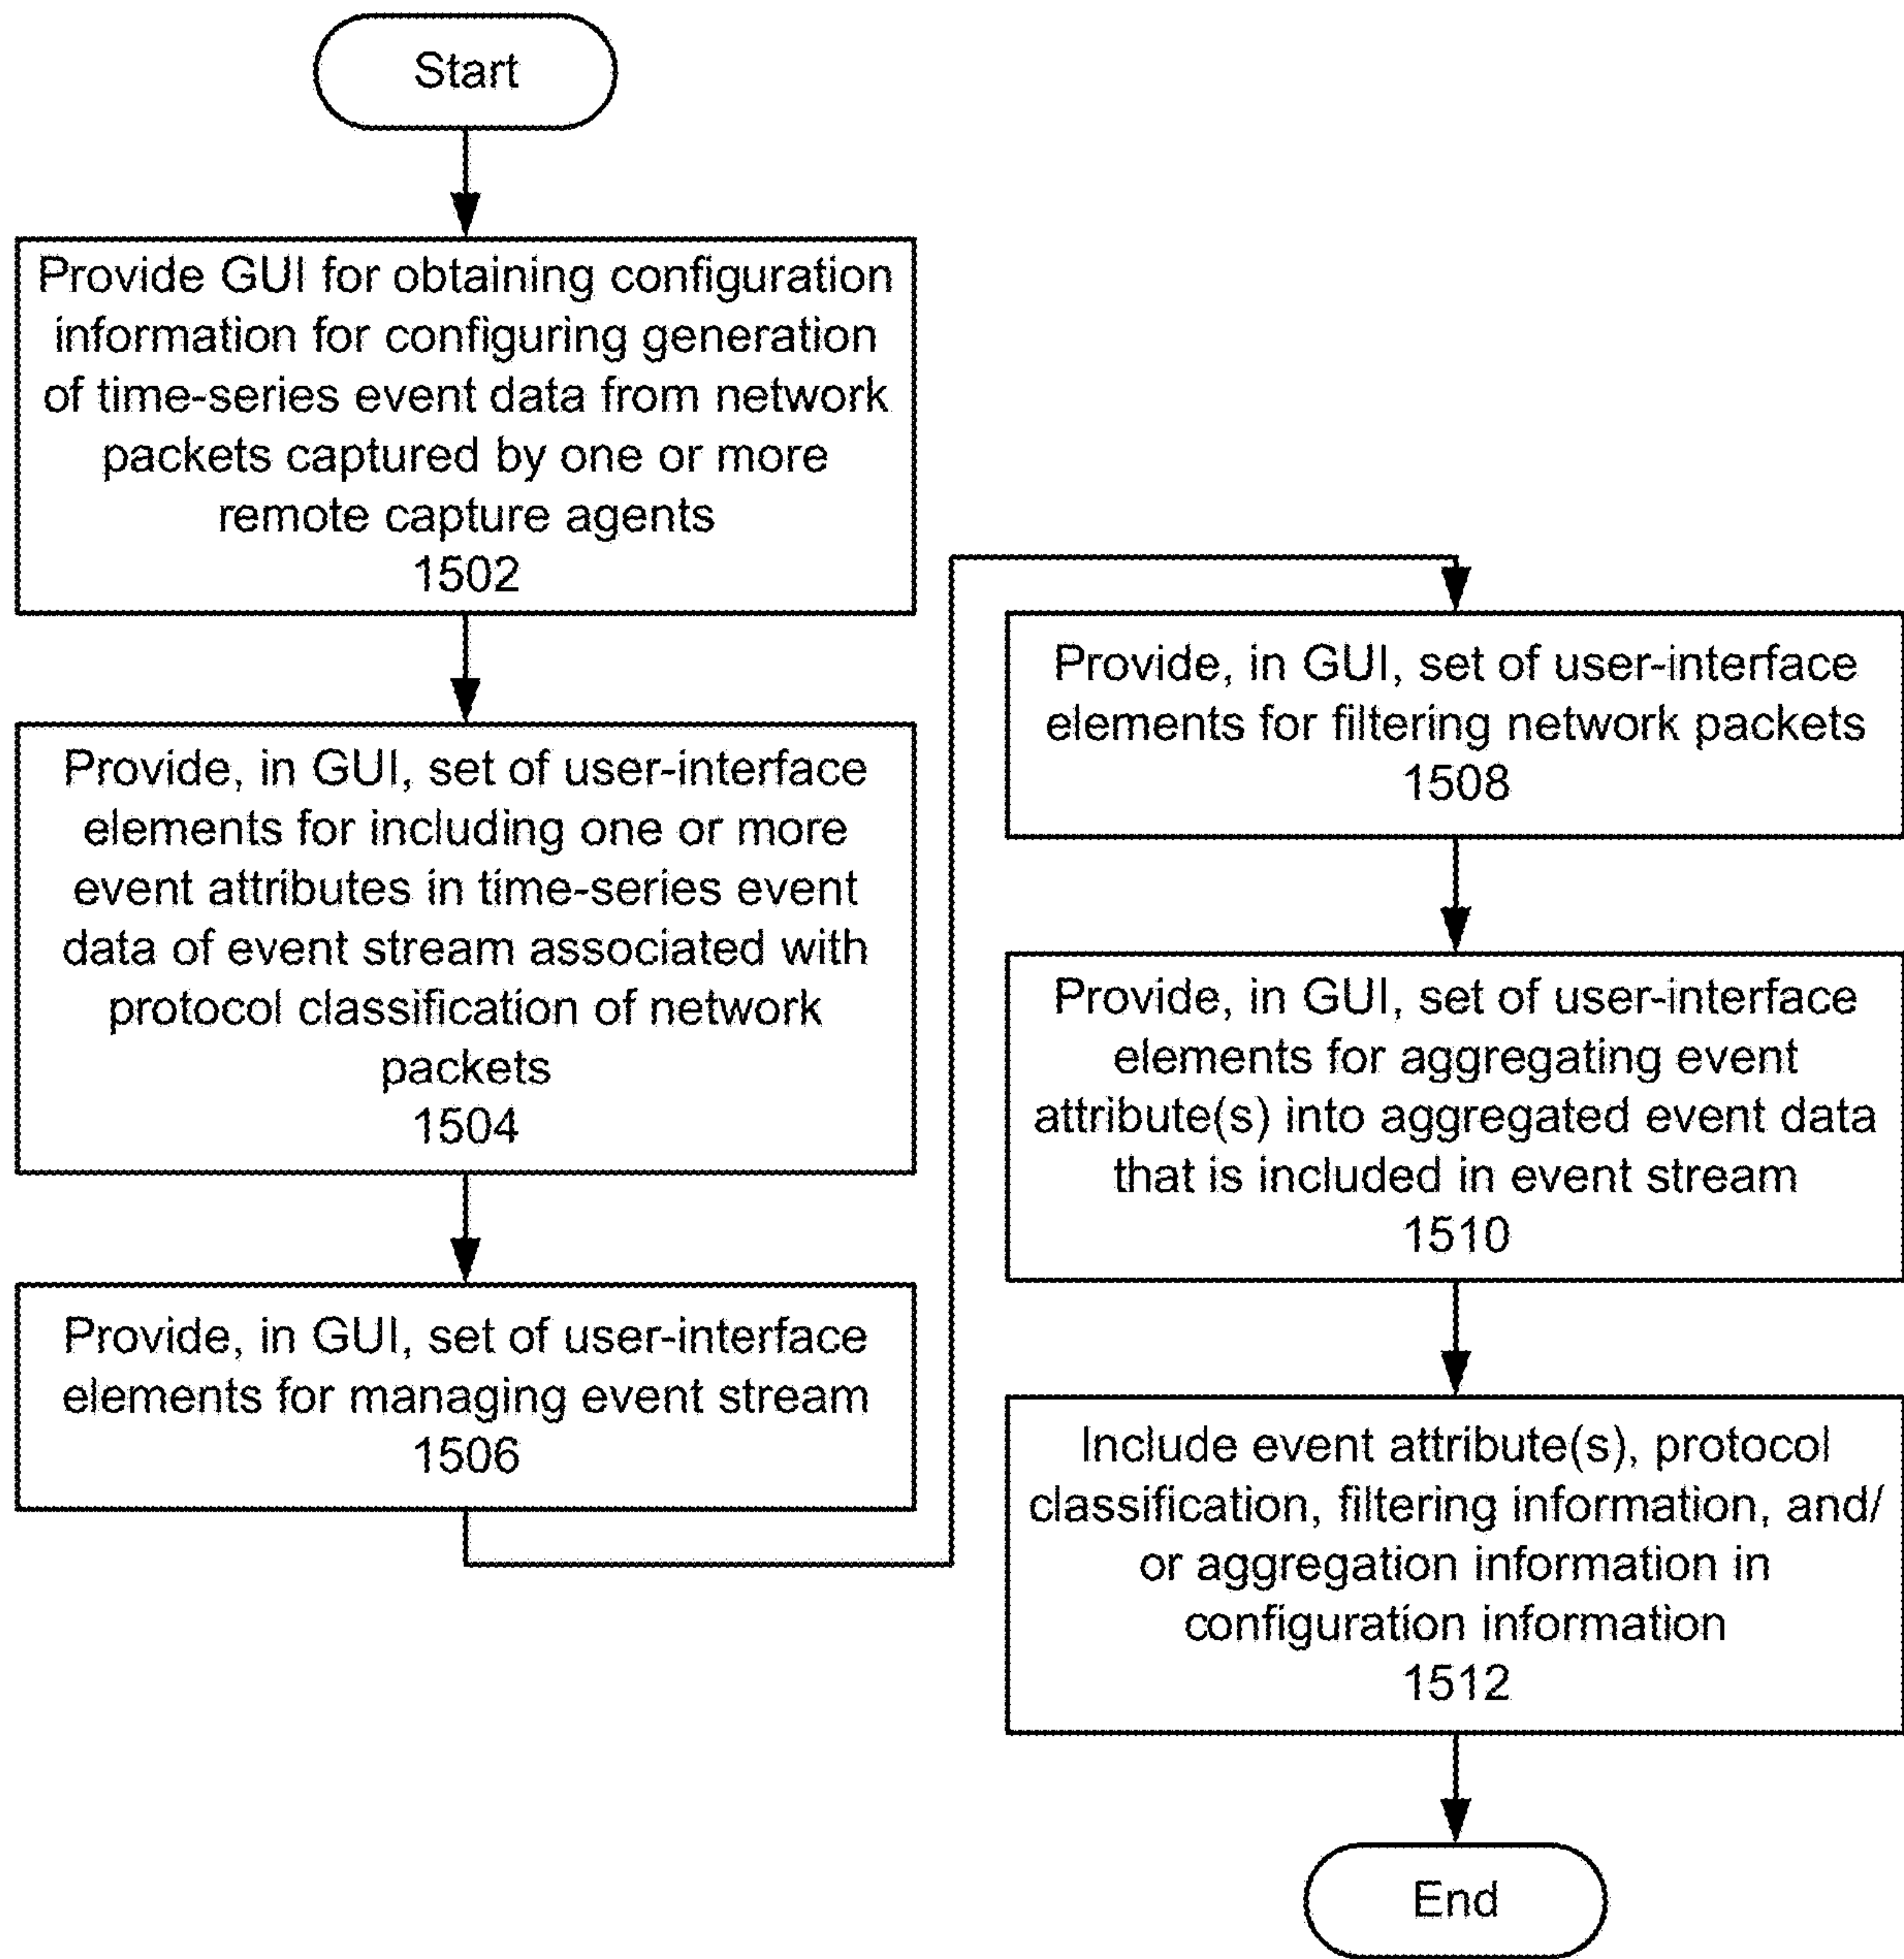 Start
Provide GUI for obtaining configuration
information for configuring generation
of time-series event data from network
packets captured by one or more
remote capture agents
1502
Provide, in GUI, set of user-interface
elements for including one or more
event attributes in time-series event
data of event stream associated with
protocol classification of network
packets
1504
Provide, in GUI, set of user-interface
elements for managing event stream
1506
Provide, in GUI, set of user-interface
elements for filtering network packets
1508
Provide, in GUI, set of user-interface
elements for aggregating event
attribute(s) into aggregated event data
that is included in event stream
1510
Include event attribute(s), protocol
classification, filtering information, and/
or aggregation information in
configuration information
1512
End